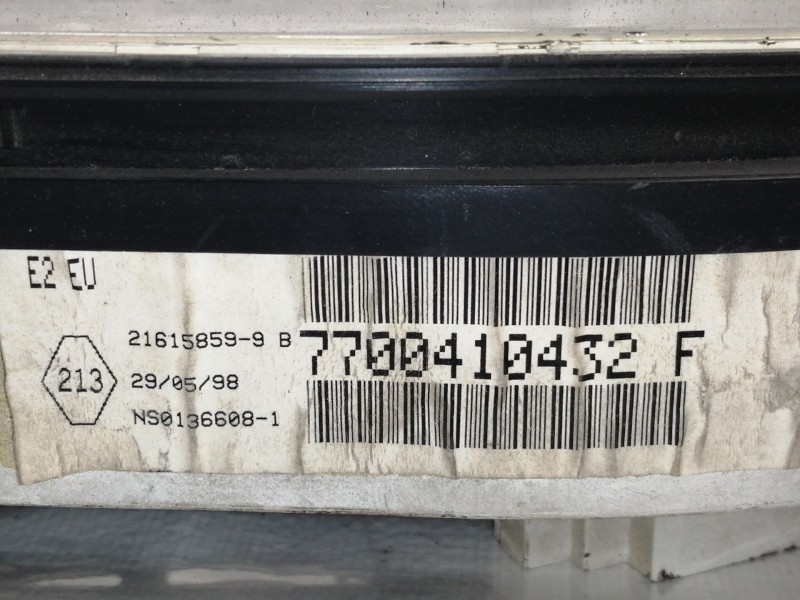 E2 EU
21615859-9 B
7700410432 F
213
29/05/98
NS0136608-1